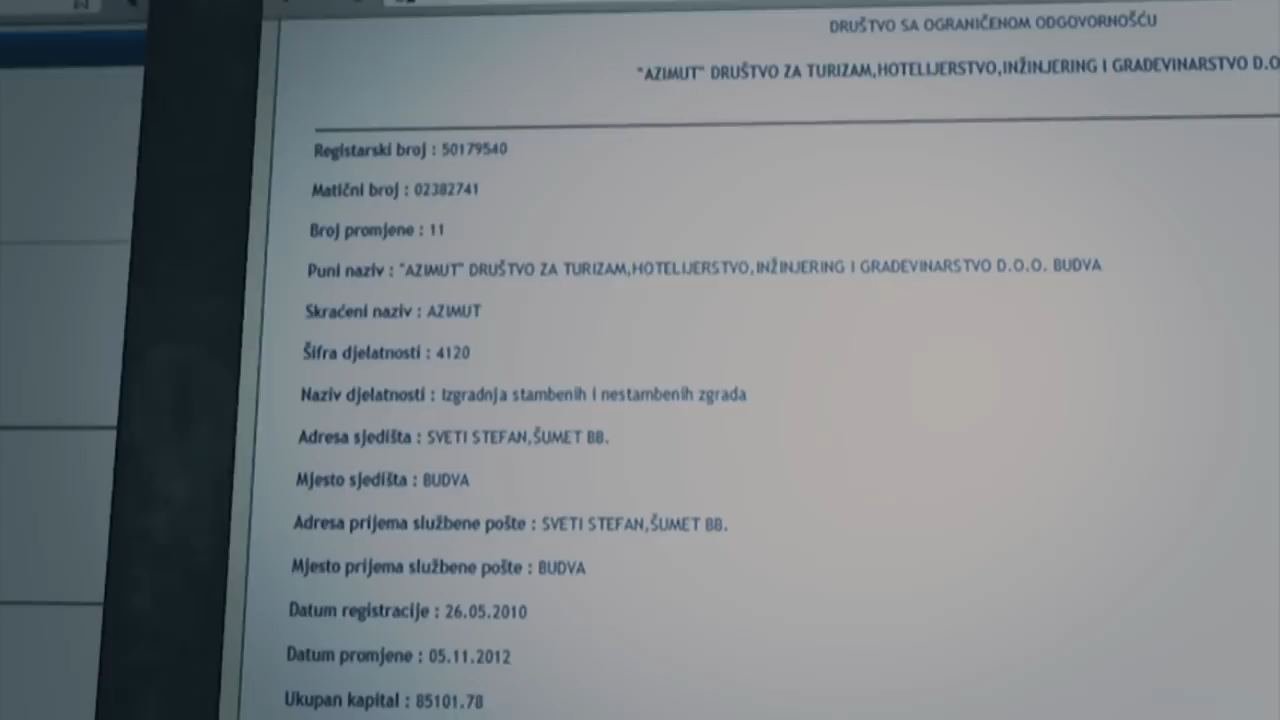 DRUŠTVO SA OGRANIČENOM ODGOVORNOŠĆU
"AZIMUT" DRUŠTVO ZA TURIZAM,HOTELIJERSTVO,INŽINJERING I GRAĐEVINARSTVO D.O
Registarski broj : 50179540
Matični broj : 02382741
Broj promjene : 11
Puni naziv : "AZIMUT" DRUŠTVO ZA TURIZAM,HOTELIJERSTVO,INŽINJERING I GRAĐEVINARSTVO D.O.O. BUDVA
Skraćeni naziv : AZIMUT
Šifra djelatnosti : 4120
Naziv djelatnosti : Izgradnja stambenih i nestambenih zgrada
Adresa sjedišta : SVETI STEFAN,ŠUMET BB.
Mjesto sjedišta : BUDVA
Adresa prijema službene pošte : SVETI STEFAN,ŠUMET BB.
Mjesto prijema službene pošte : BUDVA
Datum registracije : 26.05.2010
Datum promjene : 05.11.2012
Ukupan kapital : 85101.78